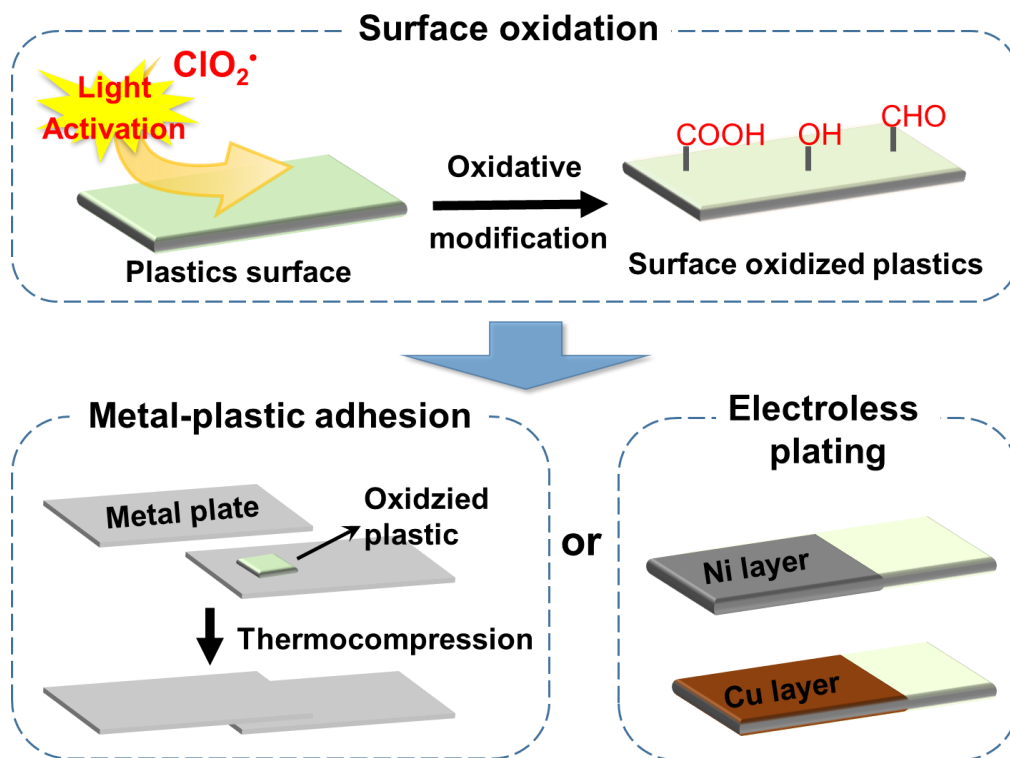 Surface oxidation
ClO₂•
Light
Activation
COOH
OH
CHO
Oxidative
modification
Plastics surface
Surface oxidized plastics
Metal-plastic adhesion
Metal plate
Oxidzied
plastic
Thermocompression
or
Electroless
plating
Ni layer
Cu layer